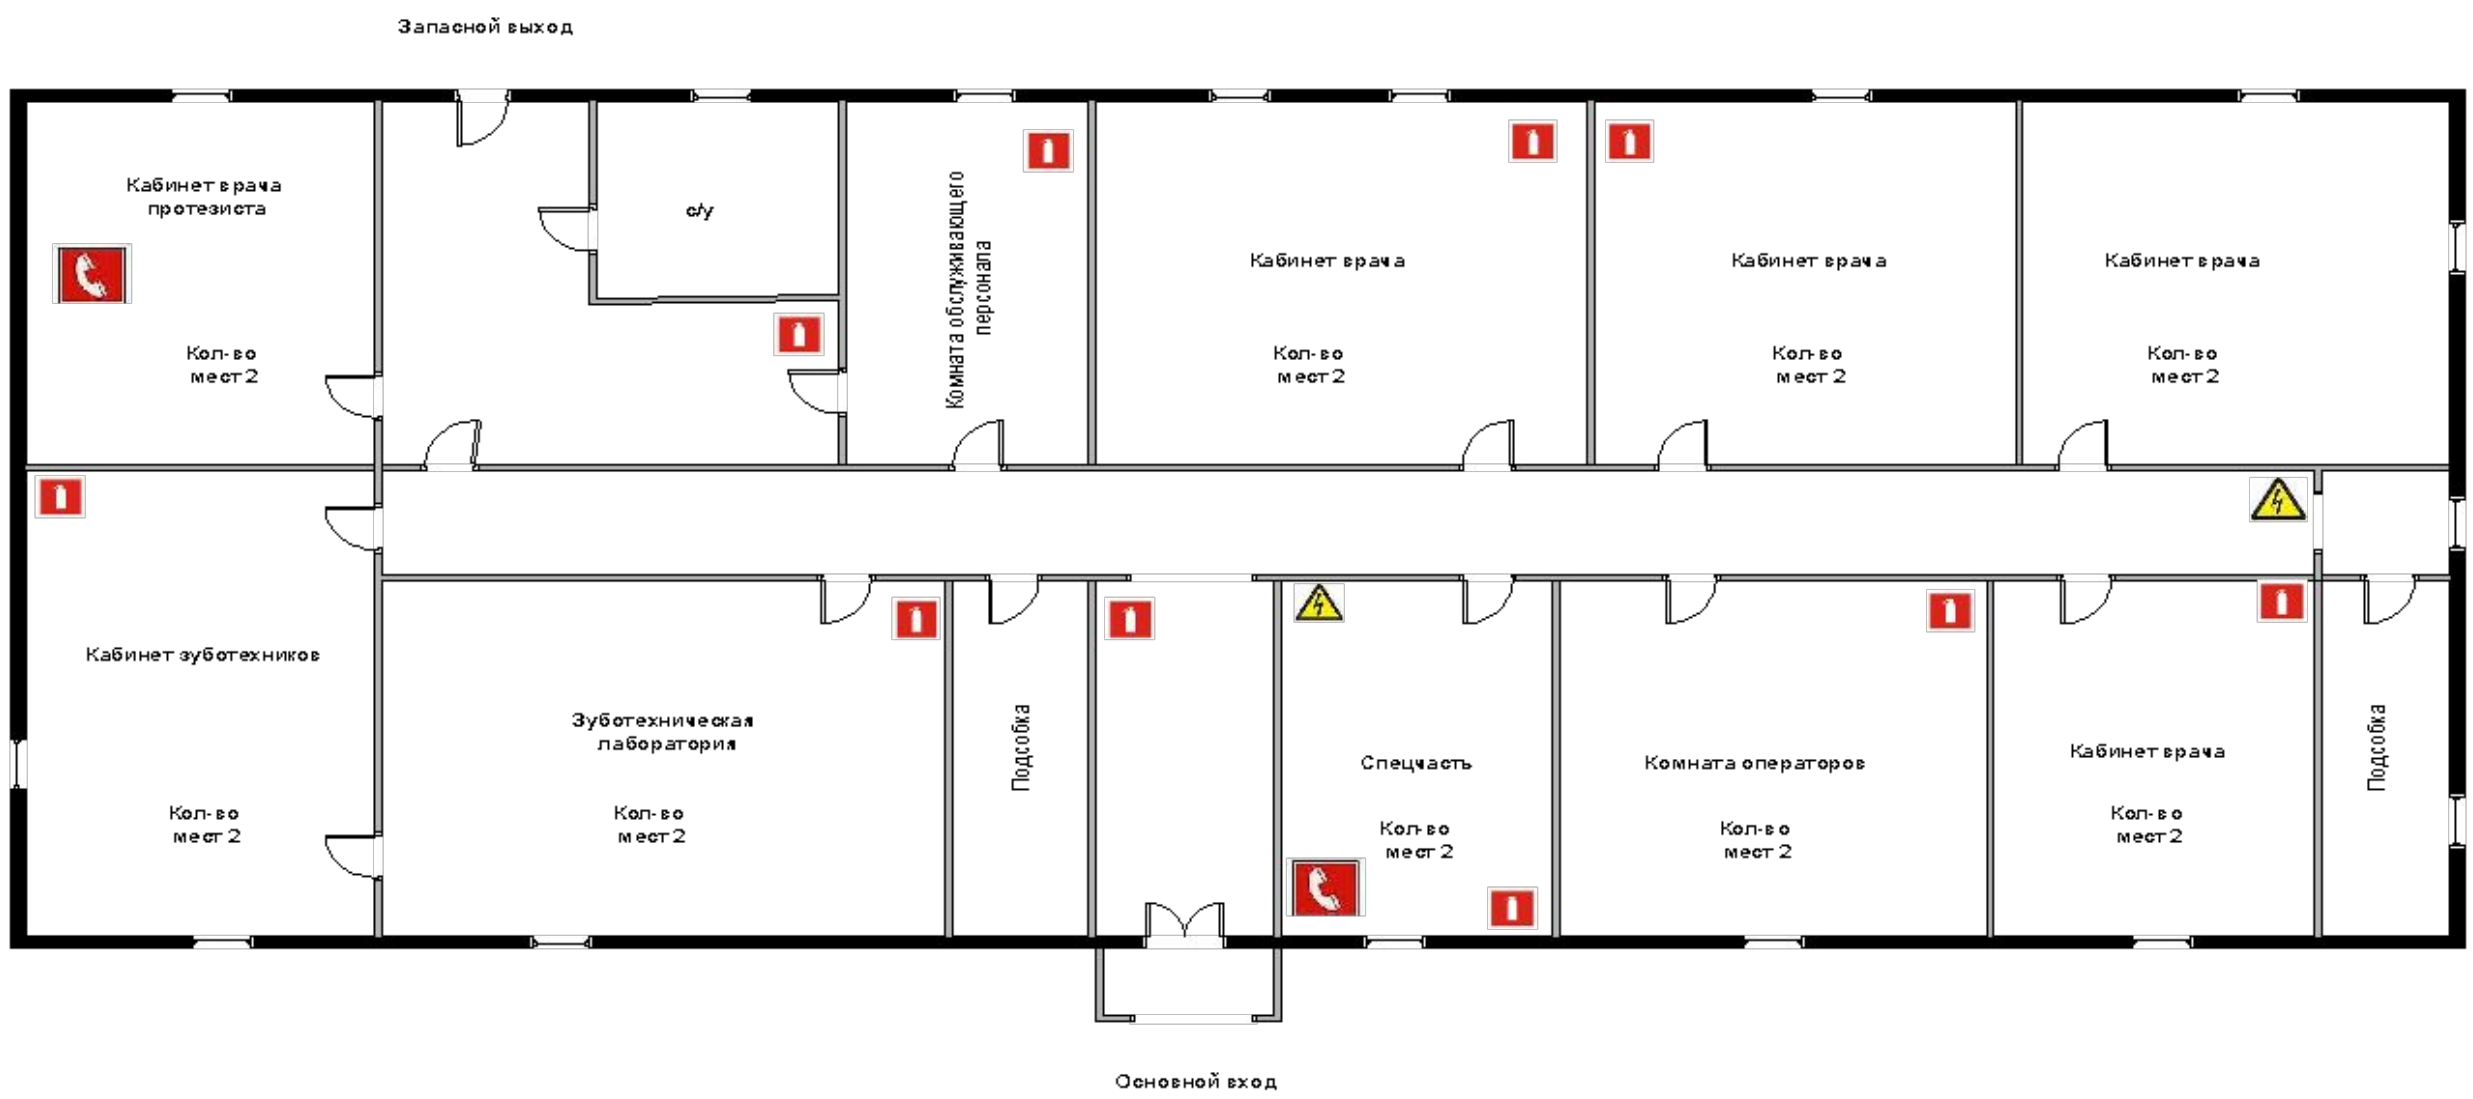 Запасной выход
Кабинет врача
протезиста
Кол-во
мест 2
с/у
Комната обслуживающего
персонала
Кабинет врача
Кол-во
мест 2
Кабинет врача
Кол-во
мест 2
Кабинет врача
Кол-во
мест 2
Кабинет зуботехников
Кол-во
мест 2
Зуботехническая
лаборатория
Кол-во
мест 2
Подсобка
Спецчасть
Кол-во
мест 2
Комната операторов
Кол-во
мест 2
Кабинет врача
Кол-во
мест 2
Подсобка
Основной вход